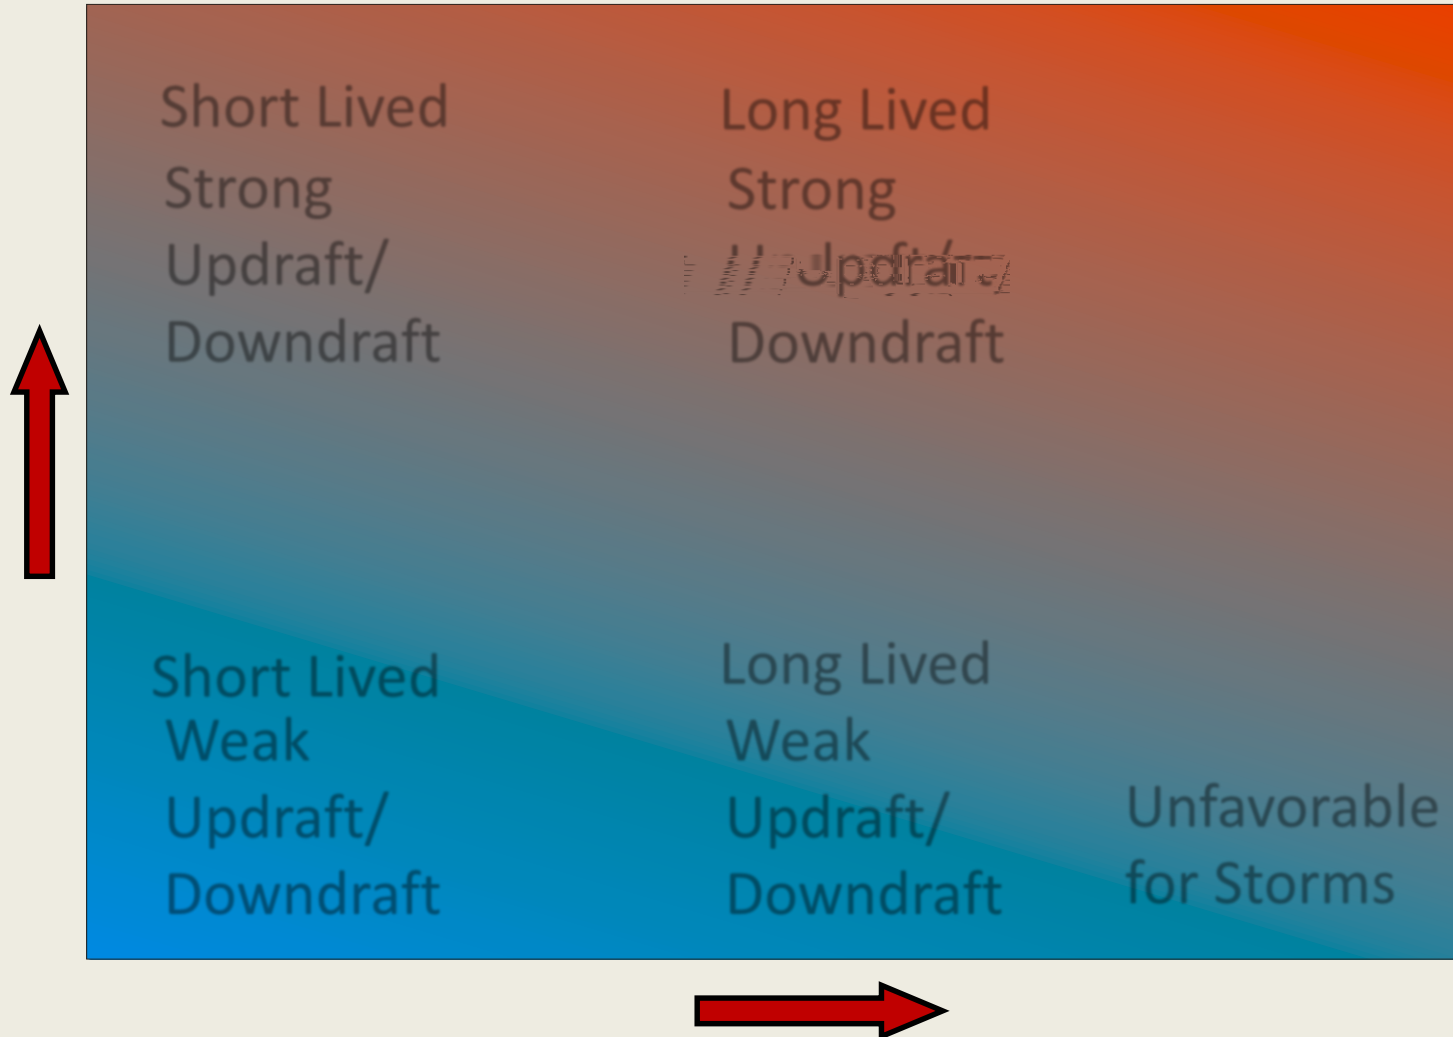 Short Lived
Strong
Updraft/
Downdraft
Long Lived
Strong
Downdraft
Short Lived
Weak
Updraft/
Downdraft
Long Lived
Weak
Updraft/
Downdraft
Unfavorable
for Storms